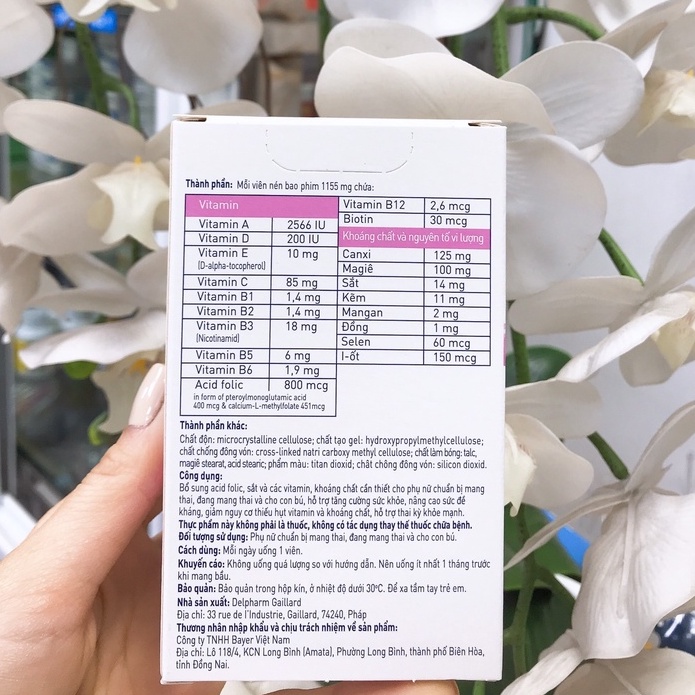 Thành phần: Mỗi viên nén bao phim 1155 mg chứa:
Vitamin
Vitamin A 2566 IU
Vitamin D 200 IU
Vitamin E 10 mg
(D-alpha-tocopherol)
Vitamin C 85 mg
Vitamin B1 1,4 mg
Vitamin B2 1,4 mg
Vitamin B3 18 mg
(Nicotinamid)
Vitamin B5 6 mg
Vitamin B6 1,9 mg
Acid folic 800 mcg
in form of pteroylmonoglutamic acid
400 mcg & calcium-L-methylfolate 451mcg
Vitamin B12 2,6 mcg
Biotin 30 mcg
Khoáng chất và nguyên tố vi lượng
Canxi 125 mg
Magiê 100 mg
Sắt 14 mg
Kẽm 11 mg
Mangan 2 mg
Đồng 1 mg
Selen 60 mcg
I-ốt 150 mcg
Thành phần khác:
Chất độn: microcrystalline cellulose; chất tạo gel: hydroxypropylmethylcellulose;
chất chống đông vón: cross-linked natri carboxy methyl cellulose; chất làm bóng: talc,
magiê stearat, acid stearic; phẩm màu: titan dioxid; chất chông đông vón: silicon dioxid.
Công dụng:
Bổ sung acid folic, sắt và các vitamin, khoáng chất cần thiết cho phụ nữ chuẩn bị mang
thai, đang mang thai và cho con bú, hỗ trợ tăng cường sức khỏe, nâng cao sức đề
kháng, giảm nguy cơ thiếu hụt vitamin và khoáng chất, hỗ trợ thai kỳ khỏe mạnh.
Thực phẩm này không phải là thuốc, không có tác dụng thay thế thuốc chữa bệnh.
Đối tượng sử dụng: Phụ nữ chuẩn bị mang thai, đang mang thai và cho con bú.
Cách dùng: Mỗi ngày uống 1 viên.
Khuyến cáo: Không uống quá lượng so với hướng dẫn. Nên uống ít nhất 1 tháng trước
khi mang bầu.
Bảo quản: Bảo quản trong hộp kín, ở nhiệt độ dưới 30°C. Để xa tầm tay trẻ em.
Nhà sản xuất: Delpharm Gaillard
Địa chỉ: 33 rue de l'Industrie, Gaillard, 74240, Pháp
Thương nhân nhập khẩu và chịu trách nhiệm về sản phẩm:
Công ty TNHH Bayer Việt Nam
Địa chỉ: Lô 118/4, KCN Long Bình (Amata), Phường Long Bình, thành phố Biên Hòa,
tỉnh Đồng Nai.